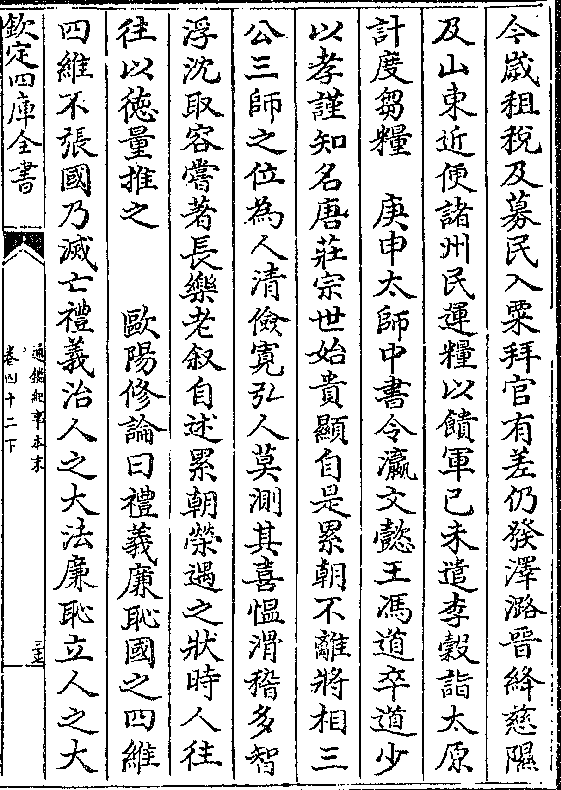 今嵗租税及募民入粟拜官有差仍發澤潞晉絳慈隰
及山東近便諸州民運糧以饋軍已未遣李穀詣太原
計度芻糧　庚申太師中書令瀛文懿王馮道卒道少
以孝謹知名唐莊宗世始貴顯自是累朝不離將相三
公三師之位為人清儉寛弘人莫測其喜愠滑稽多智
浮沈取容嘗著長樂老叙自述累朝榮遇之狀時人往
往以徳量推之　　歐陽修論曰禮義廉恥國之四維
四維不張國乃滅亡禮義治人之大法廉恥立人之大
欽定四庫全書
通鑑紀事本末
卷四十二下